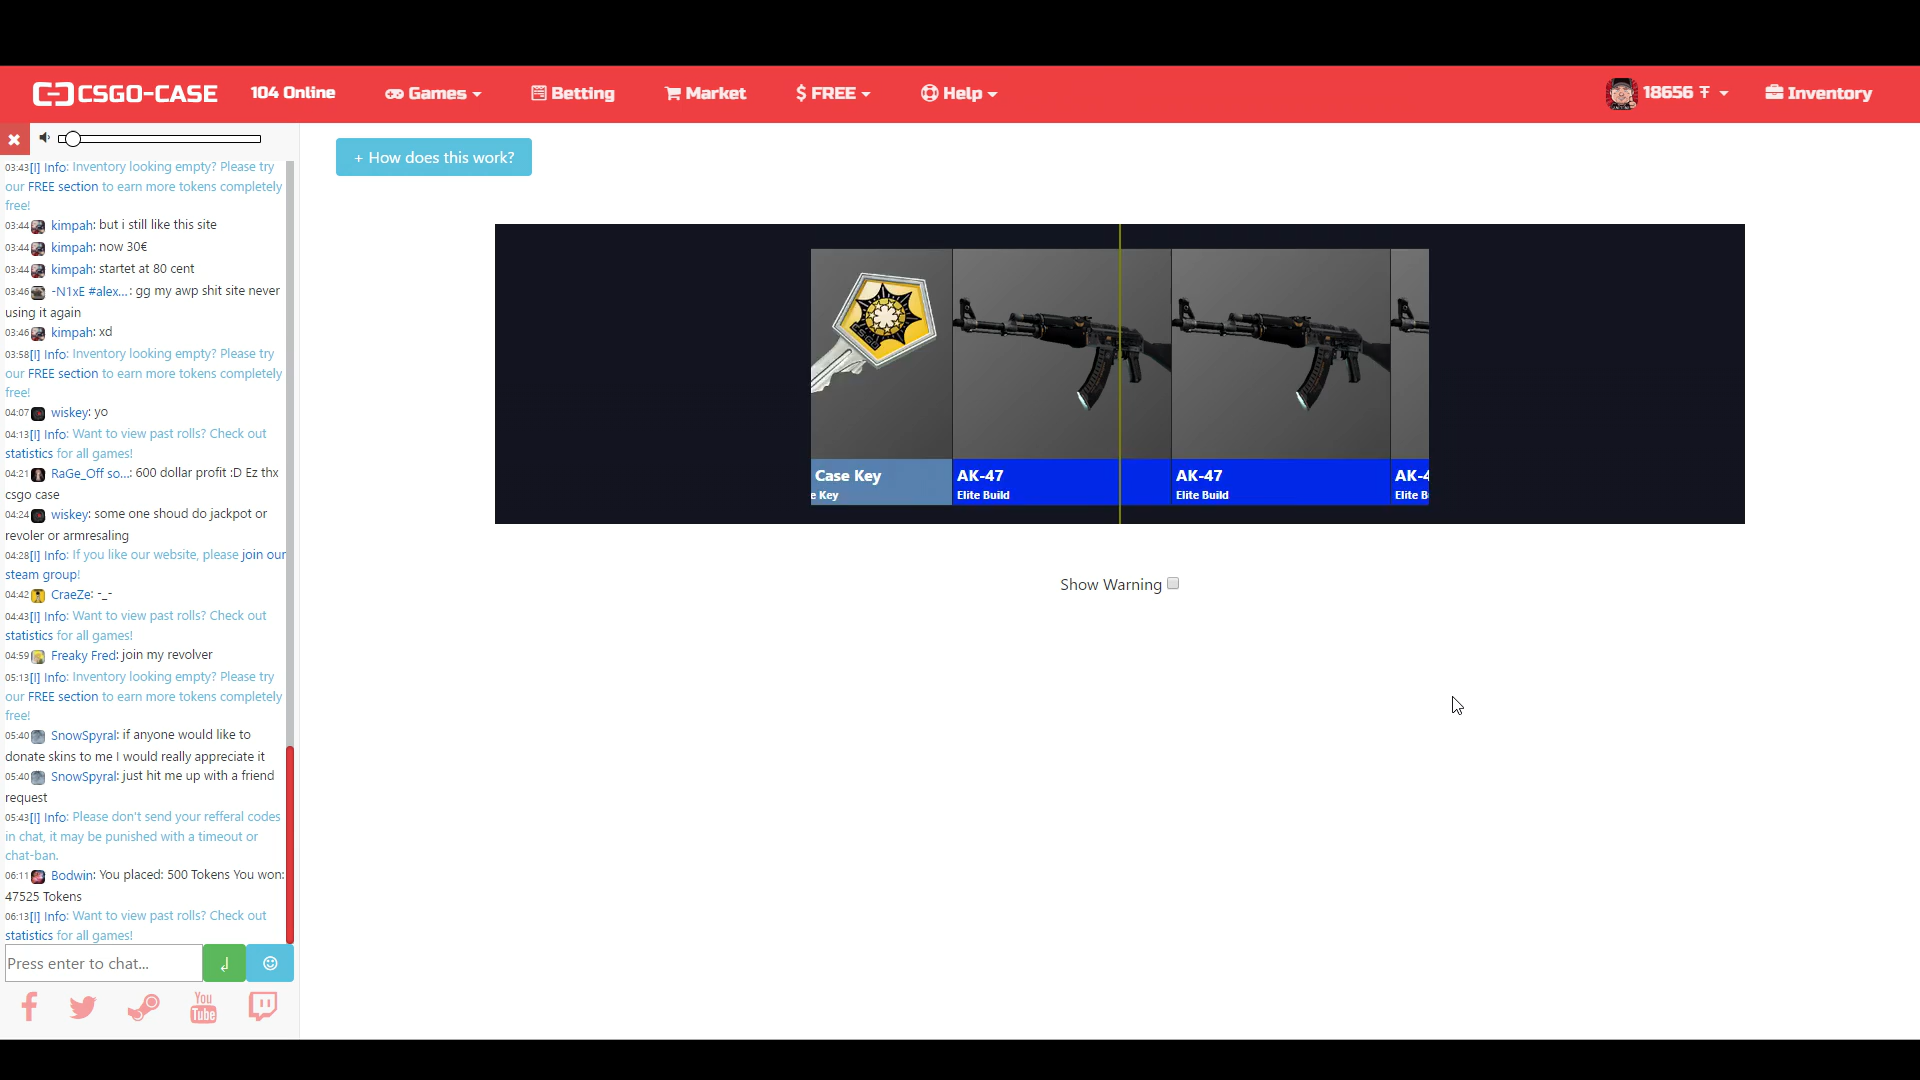 CSGO-CASE 104 Online Games Betting Market $ FREE Help 18656 Inventory
+ How does this work?
03:43[I] Info: Inventory looking empty? Please try
our FREE section to earn more tokens completely
free!
03:44 kimpah: but i still like this site
03:44 kimpah: now 30€
03:44 kimpah: startet at 80 cent
03:46 -N1xE #alex...: gg my awp shit site never
using it again
03:46 kimpah: xd
03:58[I] Info: Inventory looking empty? Please try
our FREE section to earn more tokens completely
free!
04:07 wiskey: yo
04:13[I] Info: Want to view past rolls? Check out
statistics for all games!
04:21 RaGe_Off so...: 600 dollar profit :D Ez thx
csgo case
04:24 wiskey: some one shoud do jackpot or
revoler or armresaling
04:28[I] Info: If you like our website, please join our
steam group!
04:42 CraeZe: -_-
04:43[I] Info: Want to view past rolls? Check out
statistics for all games!
04:59 Freaky Fred: join my revolver
05:13[I] Info: Inventory looking empty? Please try
our FREE section to earn more tokens completely
free!
05:40 SnowSpyral: if anyone would like to
donate skins to me I would really appreciate it
05:40 SnowSpyral: just hit me up with a friend
request
05:43[I] Info: Please don't send your refferal codes
in chat, it may be punished with a timeout or
chat-ban.
06:11 Bodwin: You placed: 500 Tokens You won:
47525 Tokens
06:13[I] Info: Want to view past rolls? Check out
statistics for all games!
Press enter to chat...
You
Tube
CSGO
Case Key
e Key
AK-47
Elite Build
AK-47
Elite Build
AK-4
Elite B
Show Warning